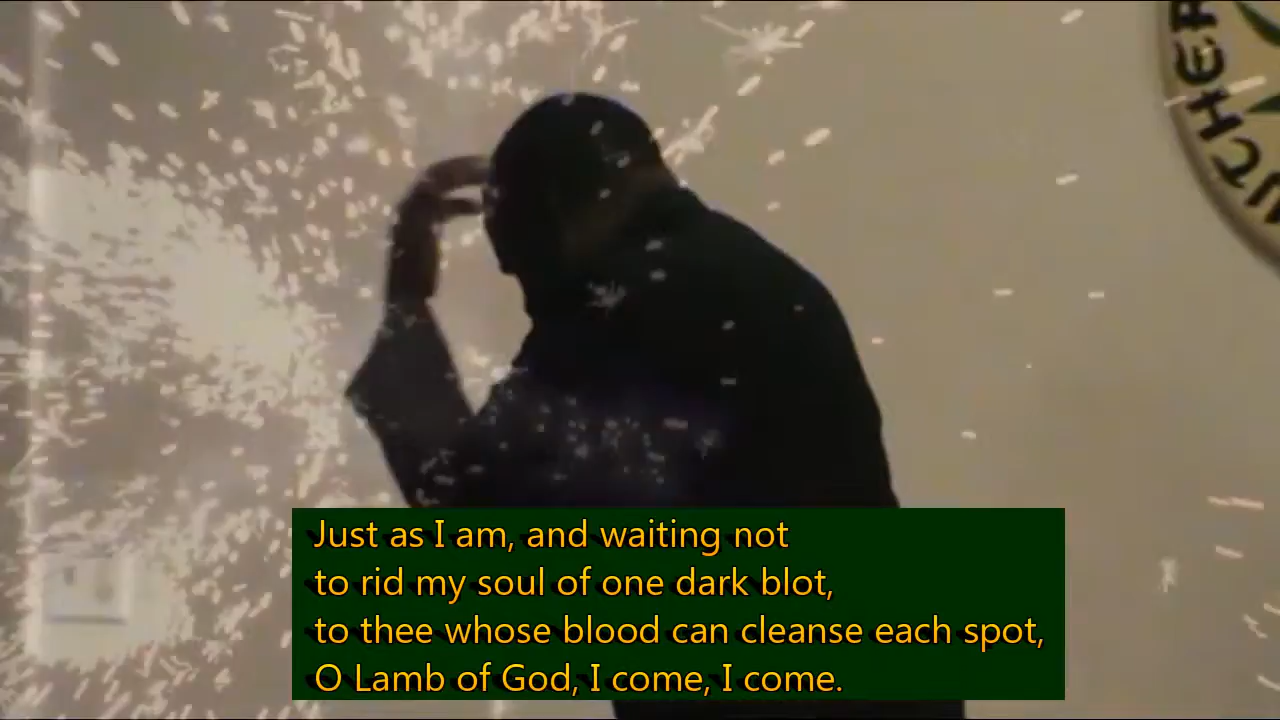 Just as I am, and waiting not
to rid my soul of one dark blot,
to thee whose blood can cleanse each spot,
O Lamb of God, I come, I come.